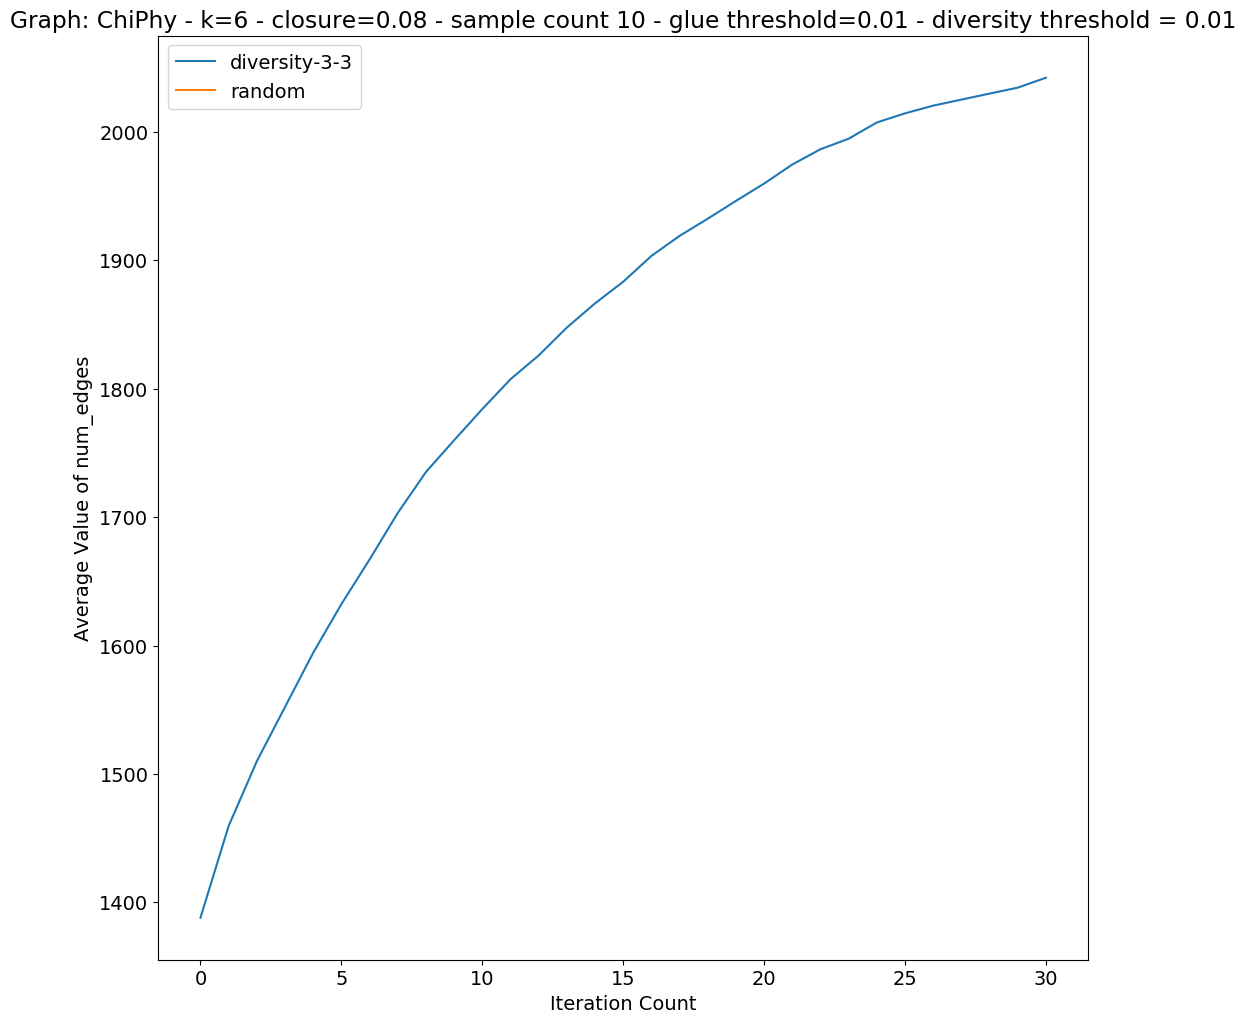 Graph: ChiPhy - k=6 - closure=0.08 - sample count 10 - glue threshold=0.01 - diversity threshold = 0.01
diversity-3-3
random
2000
1900
1800
1700
1600
1500
1400
Average Value of num_edges
0 5 10 15 20 25 30
Iteration Count